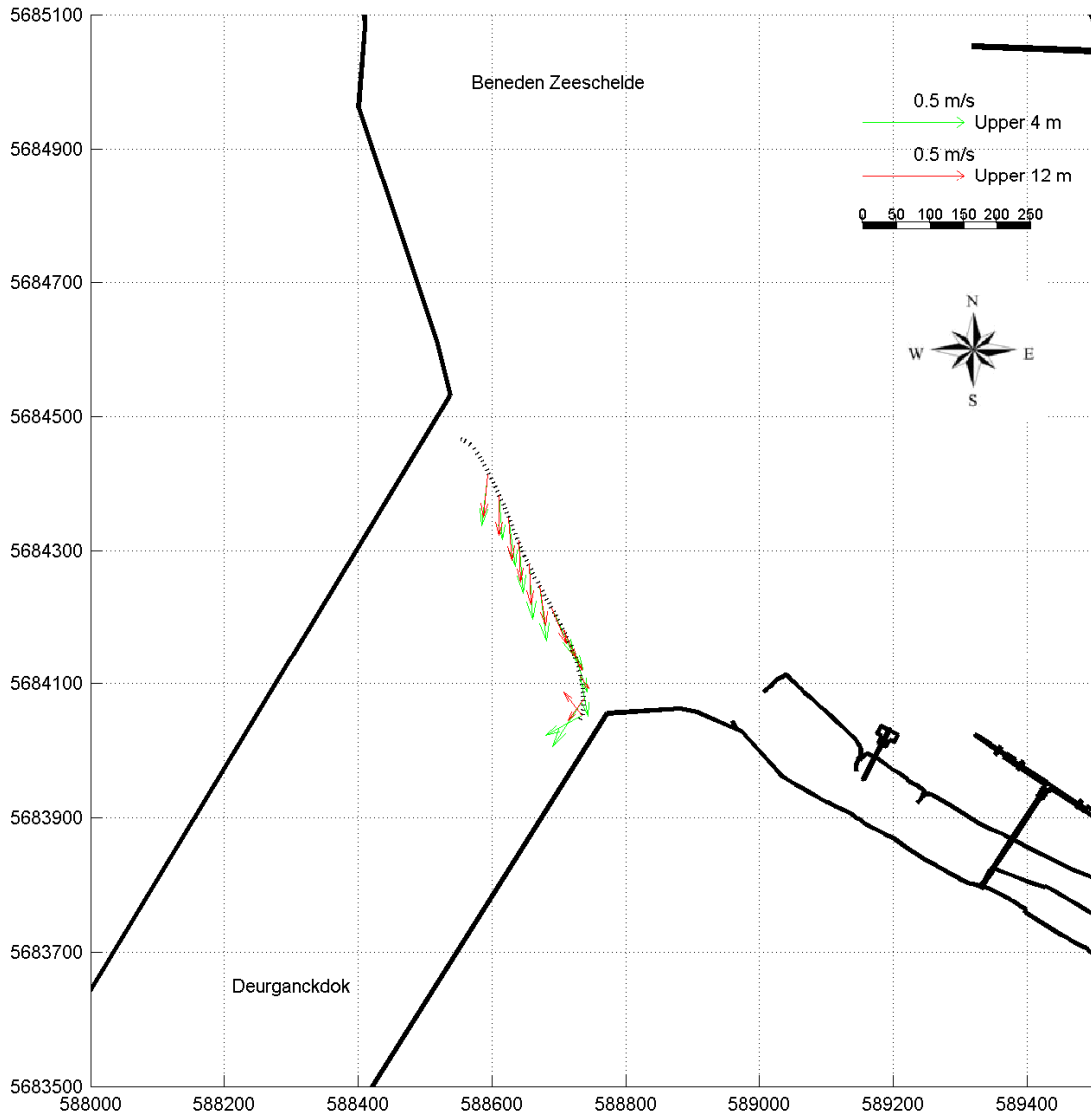 5685100
Beneden Zeeschelde
0.5 m/s
Upper 4 m
5684900
0.5 m/s
Upper 12 m
0 50 100 150 200 250
5684700
N
W E
S
5684500
5684300
5684100
5683900
5683700
Deurganckdok
5683500
588000 588200 588400 588600 588800 589000 589200 589400